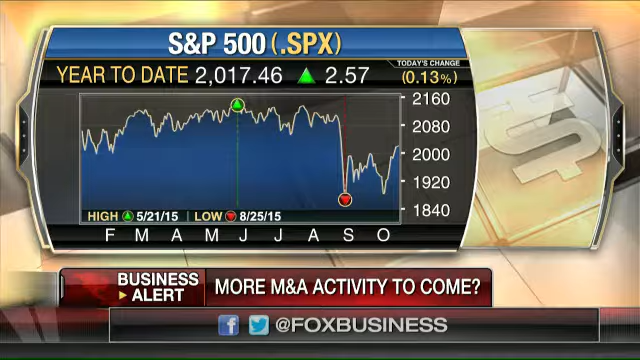 S&P 500 (.SPX)
TODAY'S CHANGE
YEAR TO DATE 2,017.46 ▲ 2.57 (0.13%)
2160
2080
2000
1920
1840
HIGH ▲ 5/21/15 LOW ▼ 8/25/15
F M A M J J A S O
BUSINESS ALERT
MORE M&A ACTIVITY TO COME?
@FOXBUSINESS